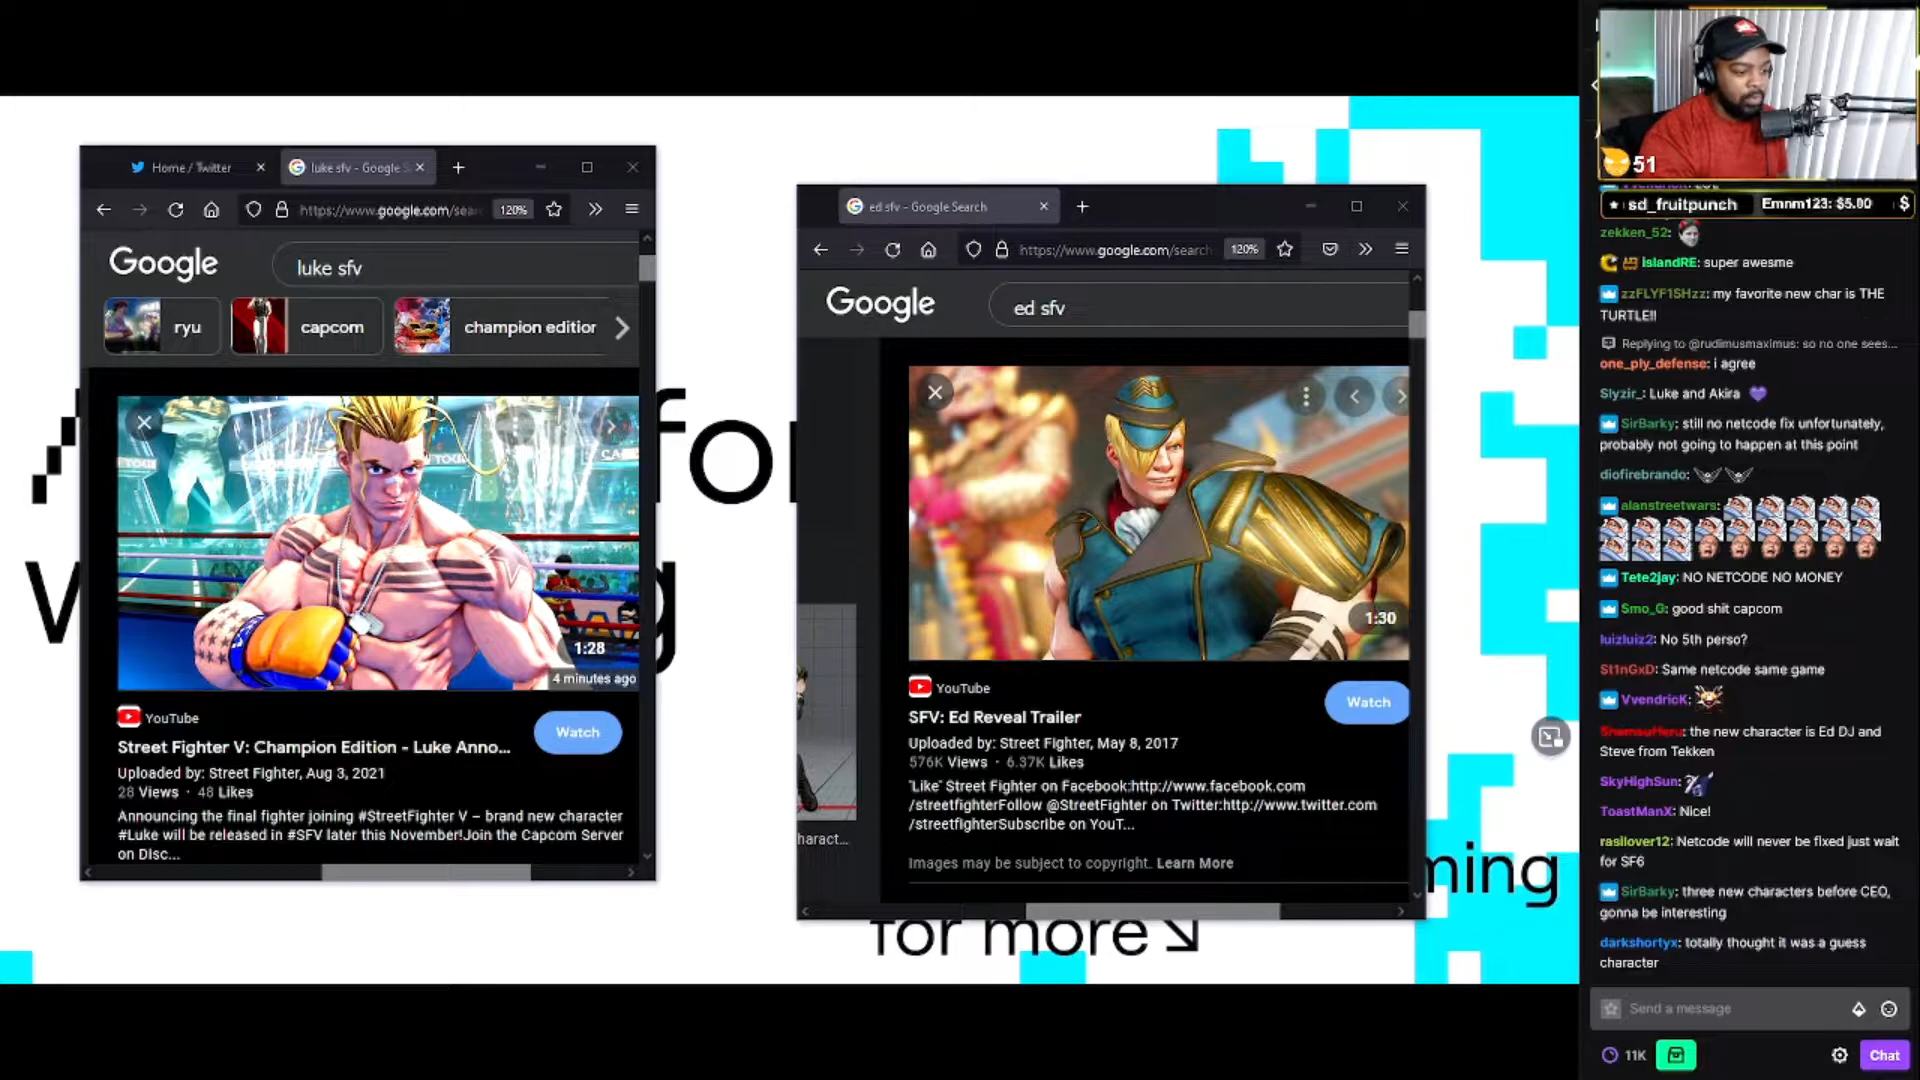 Home / Twitter
luke sfv - Google S
https://www.google.com/sear
120%
Google
luke sfv
ryu
capcom
champion edition
TOUR
1:28
4 minutes ago
YouTube
Watch
Street Fighter V: Champion Edition - Luke Anno...
Uploaded by: Street Fighter, Aug 3, 2021
28 Views · 48 Likes
Announcing the final fighter joining #StreetFighter V – brand new character
#Luke will be released in #SFV later this November!Join the Capcom Server
on Disc...
for
ed sfv - Google Search
https://www.google.com/search
120%
Google
ed sfv
1:30
YouTube
Watch
SFV: Ed Reveal Trailer
Uploaded by: Street Fighter, May 8, 2017
576K Views · 6.37K Likes
"Like" Street Fighter on Facebook:http://www.facebook.com
/streetfighterFollow @StreetFighter on Twitter:http://www.twitter.com
/streetfighterSubscribe on YouT...
Images may be subject to copyright. Learn More
haract...
ming
for more
51
sd_fruitpunch
Emnm123: $5.00
$
zekken_52:
islandRE: super awesme
zzFLYF1SHzz: my favorite new char is THE
TURTLE!!
Replying to @rudimusmaximus: so no one sees...
one_ply_defense: i agree
Slyzir_: Luke and Akira
SirBarky: still no netcode fix unfortunately,
probably not going to happen at this point
diofirebrando:
alanstreetwars:
Tete2jay: NO NETCODE NO MONEY
Smo_G: good shit capcom
luizluiz2: No 5th perso?
St1nGxD: Same netcode same game
VvendricK:
the new character is Ed DJ and
Steve from Tekken
SkyHighSun:
ToastManX: Nice!
rasilover12: Netcode will never be fixed just wait
for SF6
SirBarky: three new characters before CEO,
gonna be interesting
darkshortyx: totally thought it was a guess
character
Send a message
11K
Chat